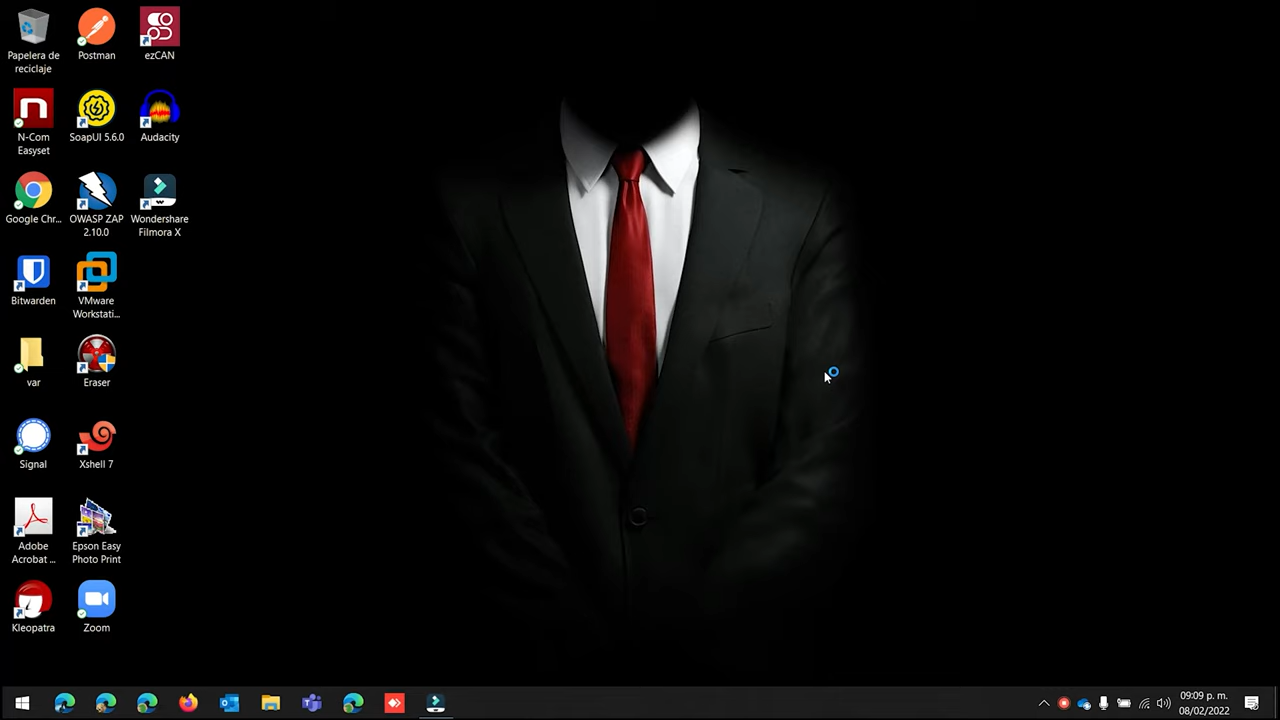 Papelera de
reciclaje
Postman
ezCAN
N-Com
Easyset
SoapUI 5.6.0
Audacity
Google Chr...
OWASP ZAP
2.10.0
Wondershare
Filmora X
Bitwarden
VMware
Workstati...
var
Eraser
Signal
Xshell 7
Adobe
Acrobat ...
Epson Easy
Photo Print
Kleopatra
Zoom
09:09 p. m.
08/02/2022